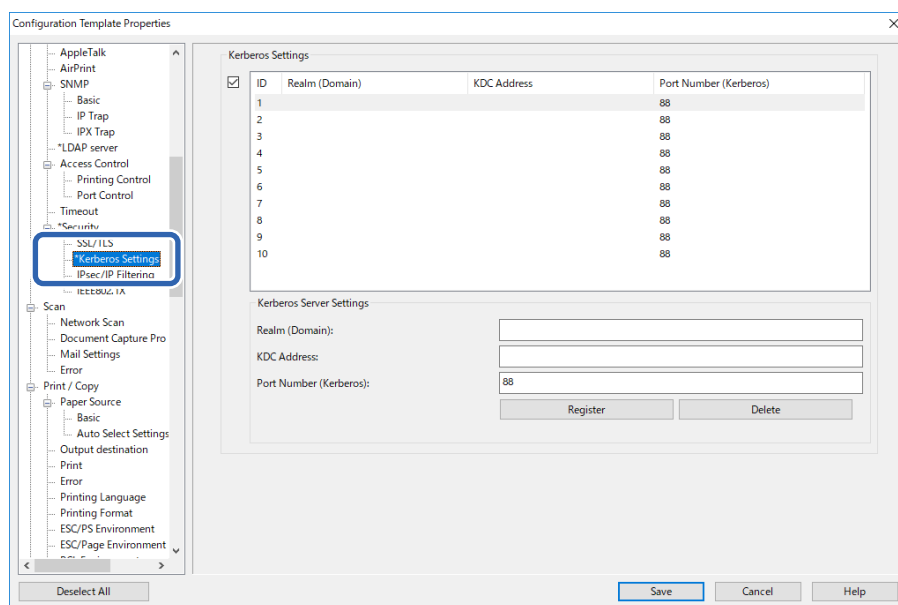 Configuration Template Properties
AppleTalk
AirPrint
SNMP
Basic
IP Trap
IPX Trap
*LDAP server
Access Control
Printing Control
Port Control
Timeout
*Security
SSL/TLS
*Kerberos Settings
IPsec/IP Filtering
IEEE802.1X
Scan
Network Scan
Document Capture Pro
Mail Settings
Error
Print / Copy
Paper Source
Basic
Auto Select Settings
Output destination
Print
Error
Printing Language
Printing Format
ESC/PS Environment
ESC/Page Environment
Kerberos Settings
ID Realm (Domain) KDC Address Port Number (Kerberos)
1 88
2 88
3 88
4 88
5 88
6 88
7 88
8 88
9 88
10 88
Kerberos Server Settings
Realm (Domain):
KDC Address:
Port Number (Kerberos): 88
Register Delete
Deselect All Save Cancel Help